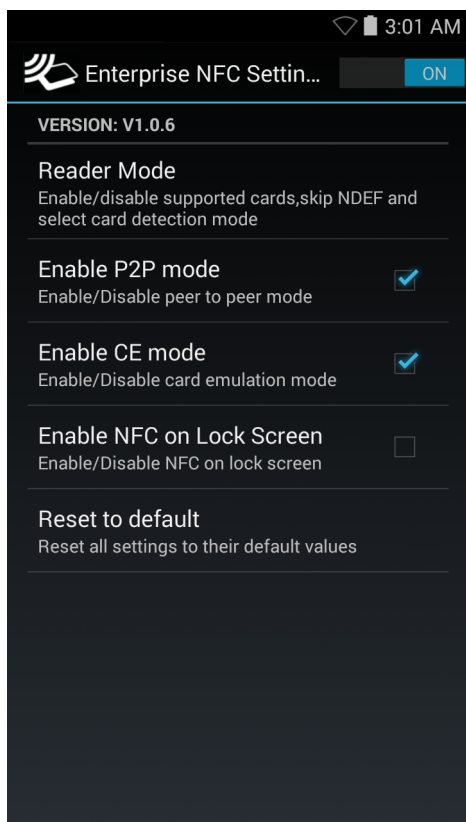 3:01 AM
Enterprise NFC Settin...
ON
VERSION: V1.0.6
Reader Mode
Enable/disable supported cards,skip NDEF and
select card detection mode
Enable P2P mode
Enable/Disable peer to peer mode
Enable CE mode
Enable/Disable card emulation mode
Enable NFC on Lock Screen
Enable/Disable NFC on lock screen
Reset to default
Reset all settings to their default values